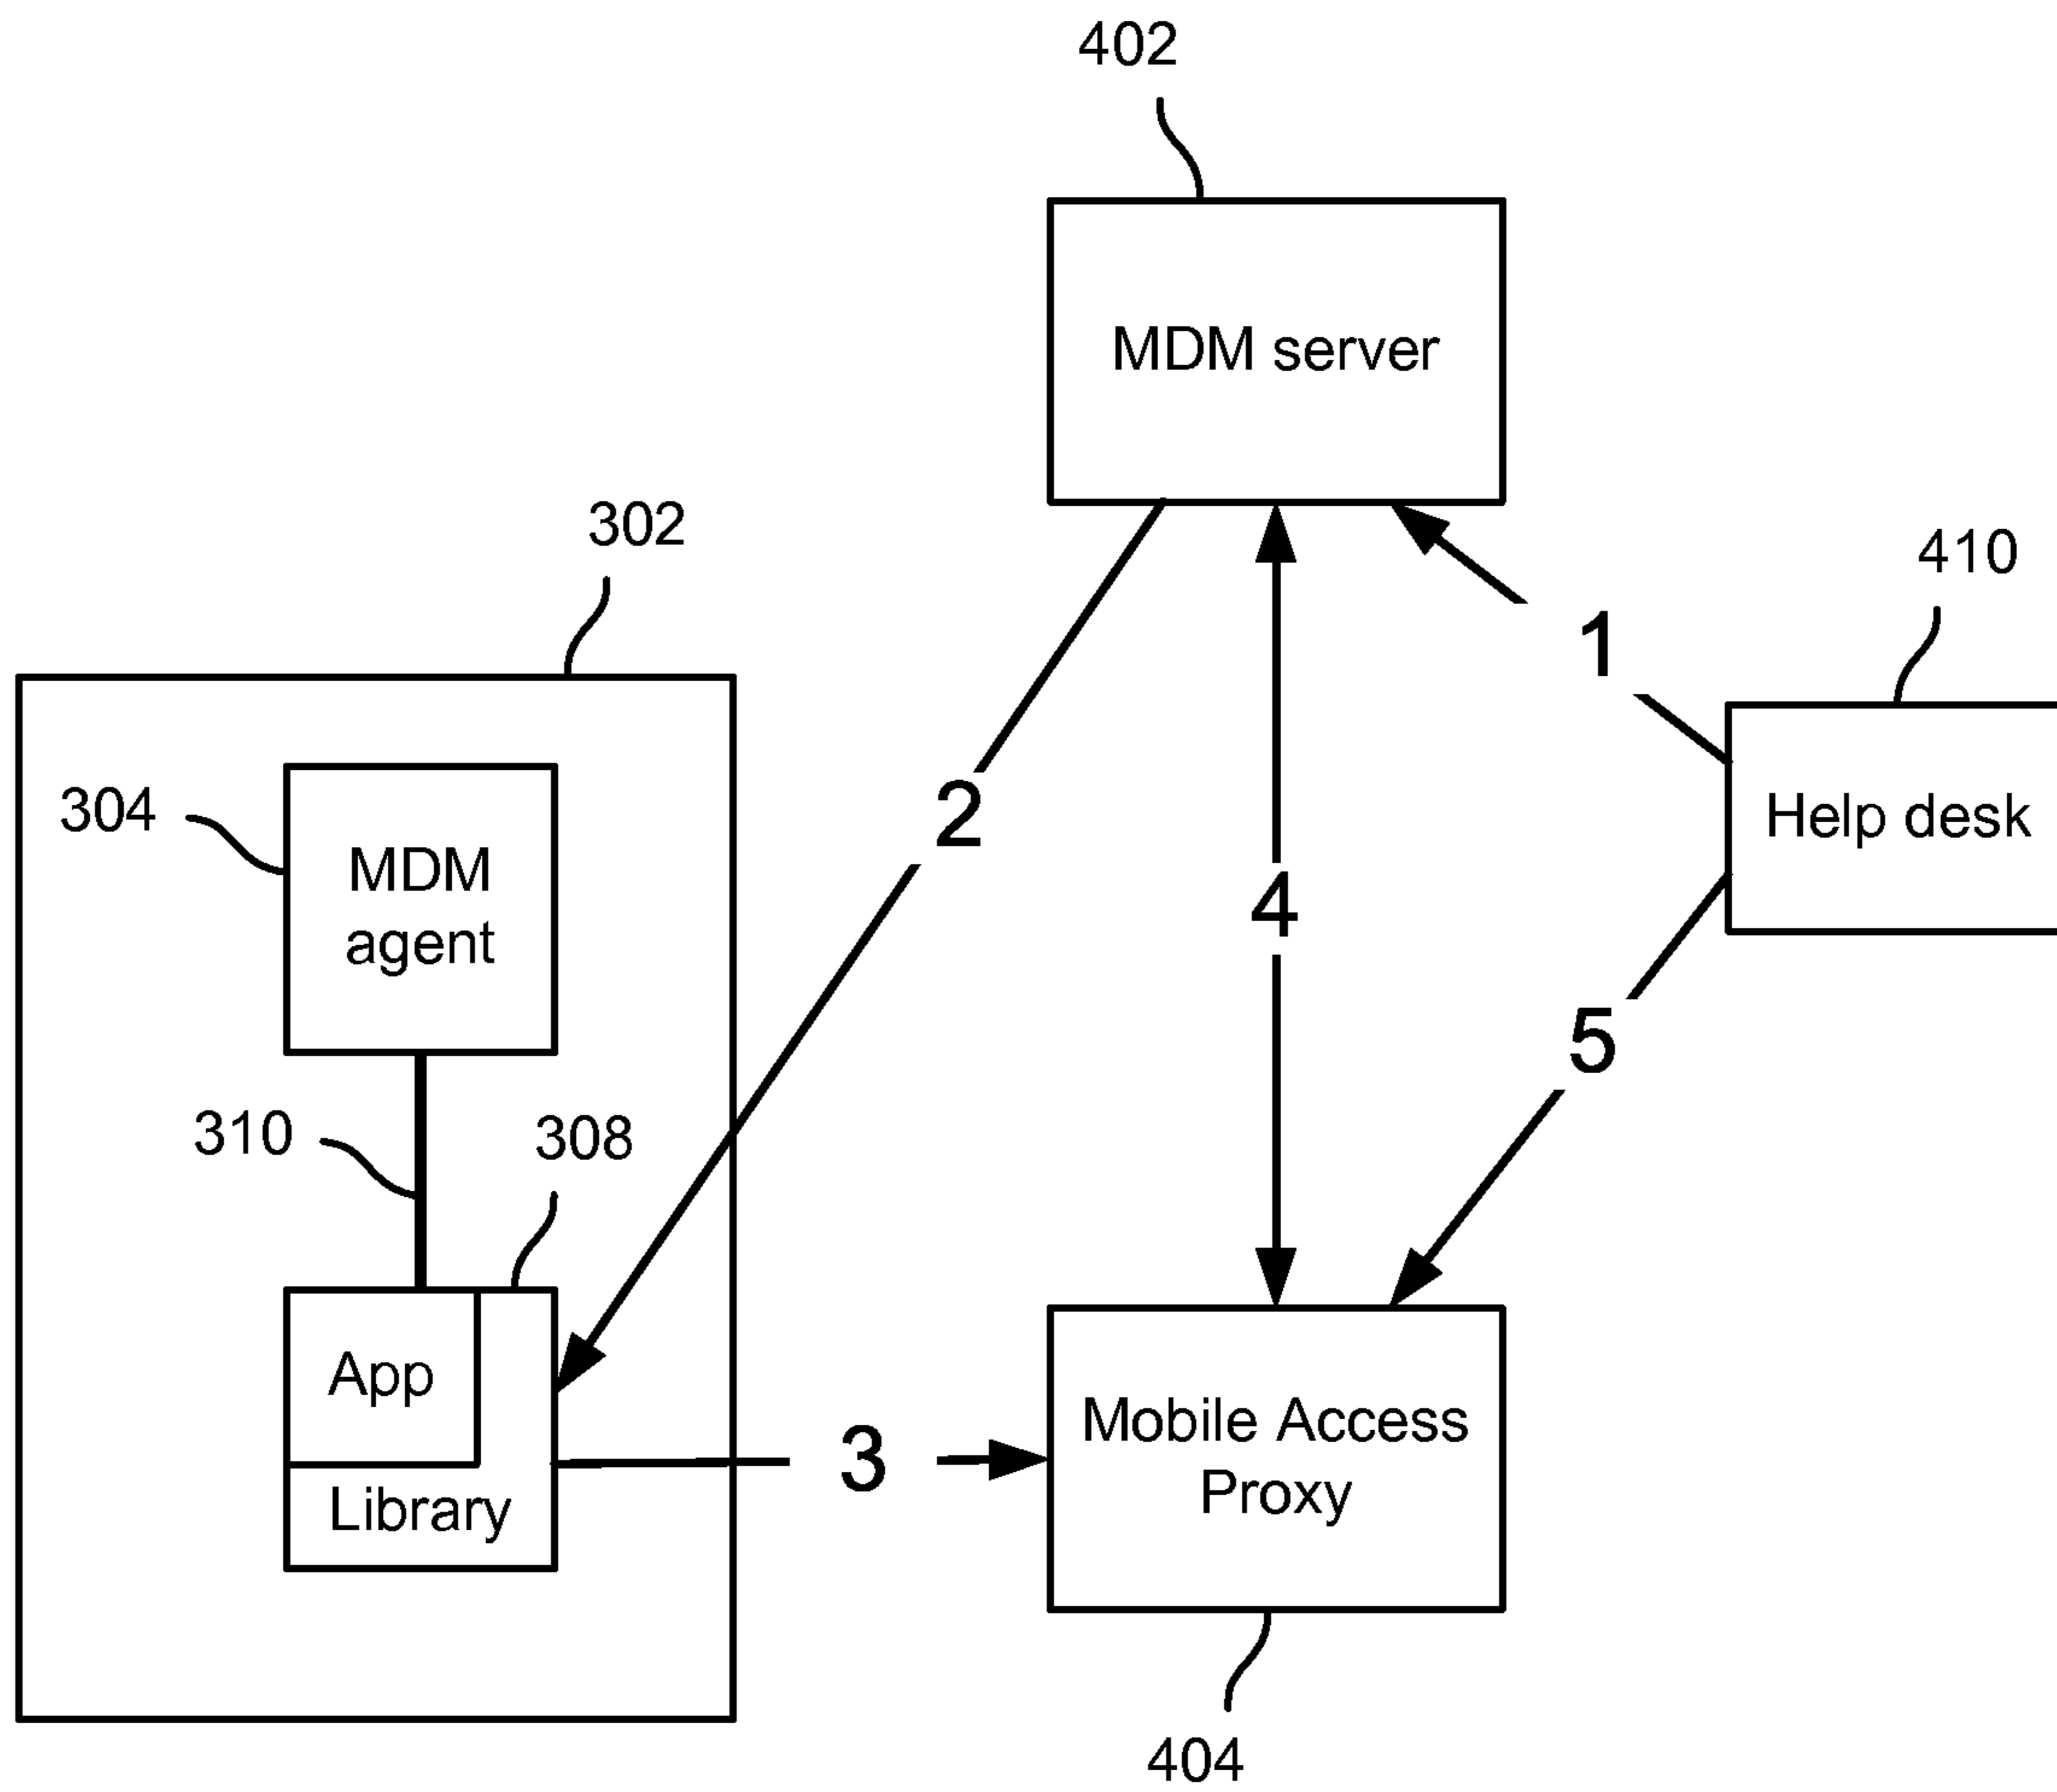 402
MDM server
302
410
1
304
MDM
agent
2
Help desk
4
5
310
308
App
Library
3
Mobile Access
Proxy
404